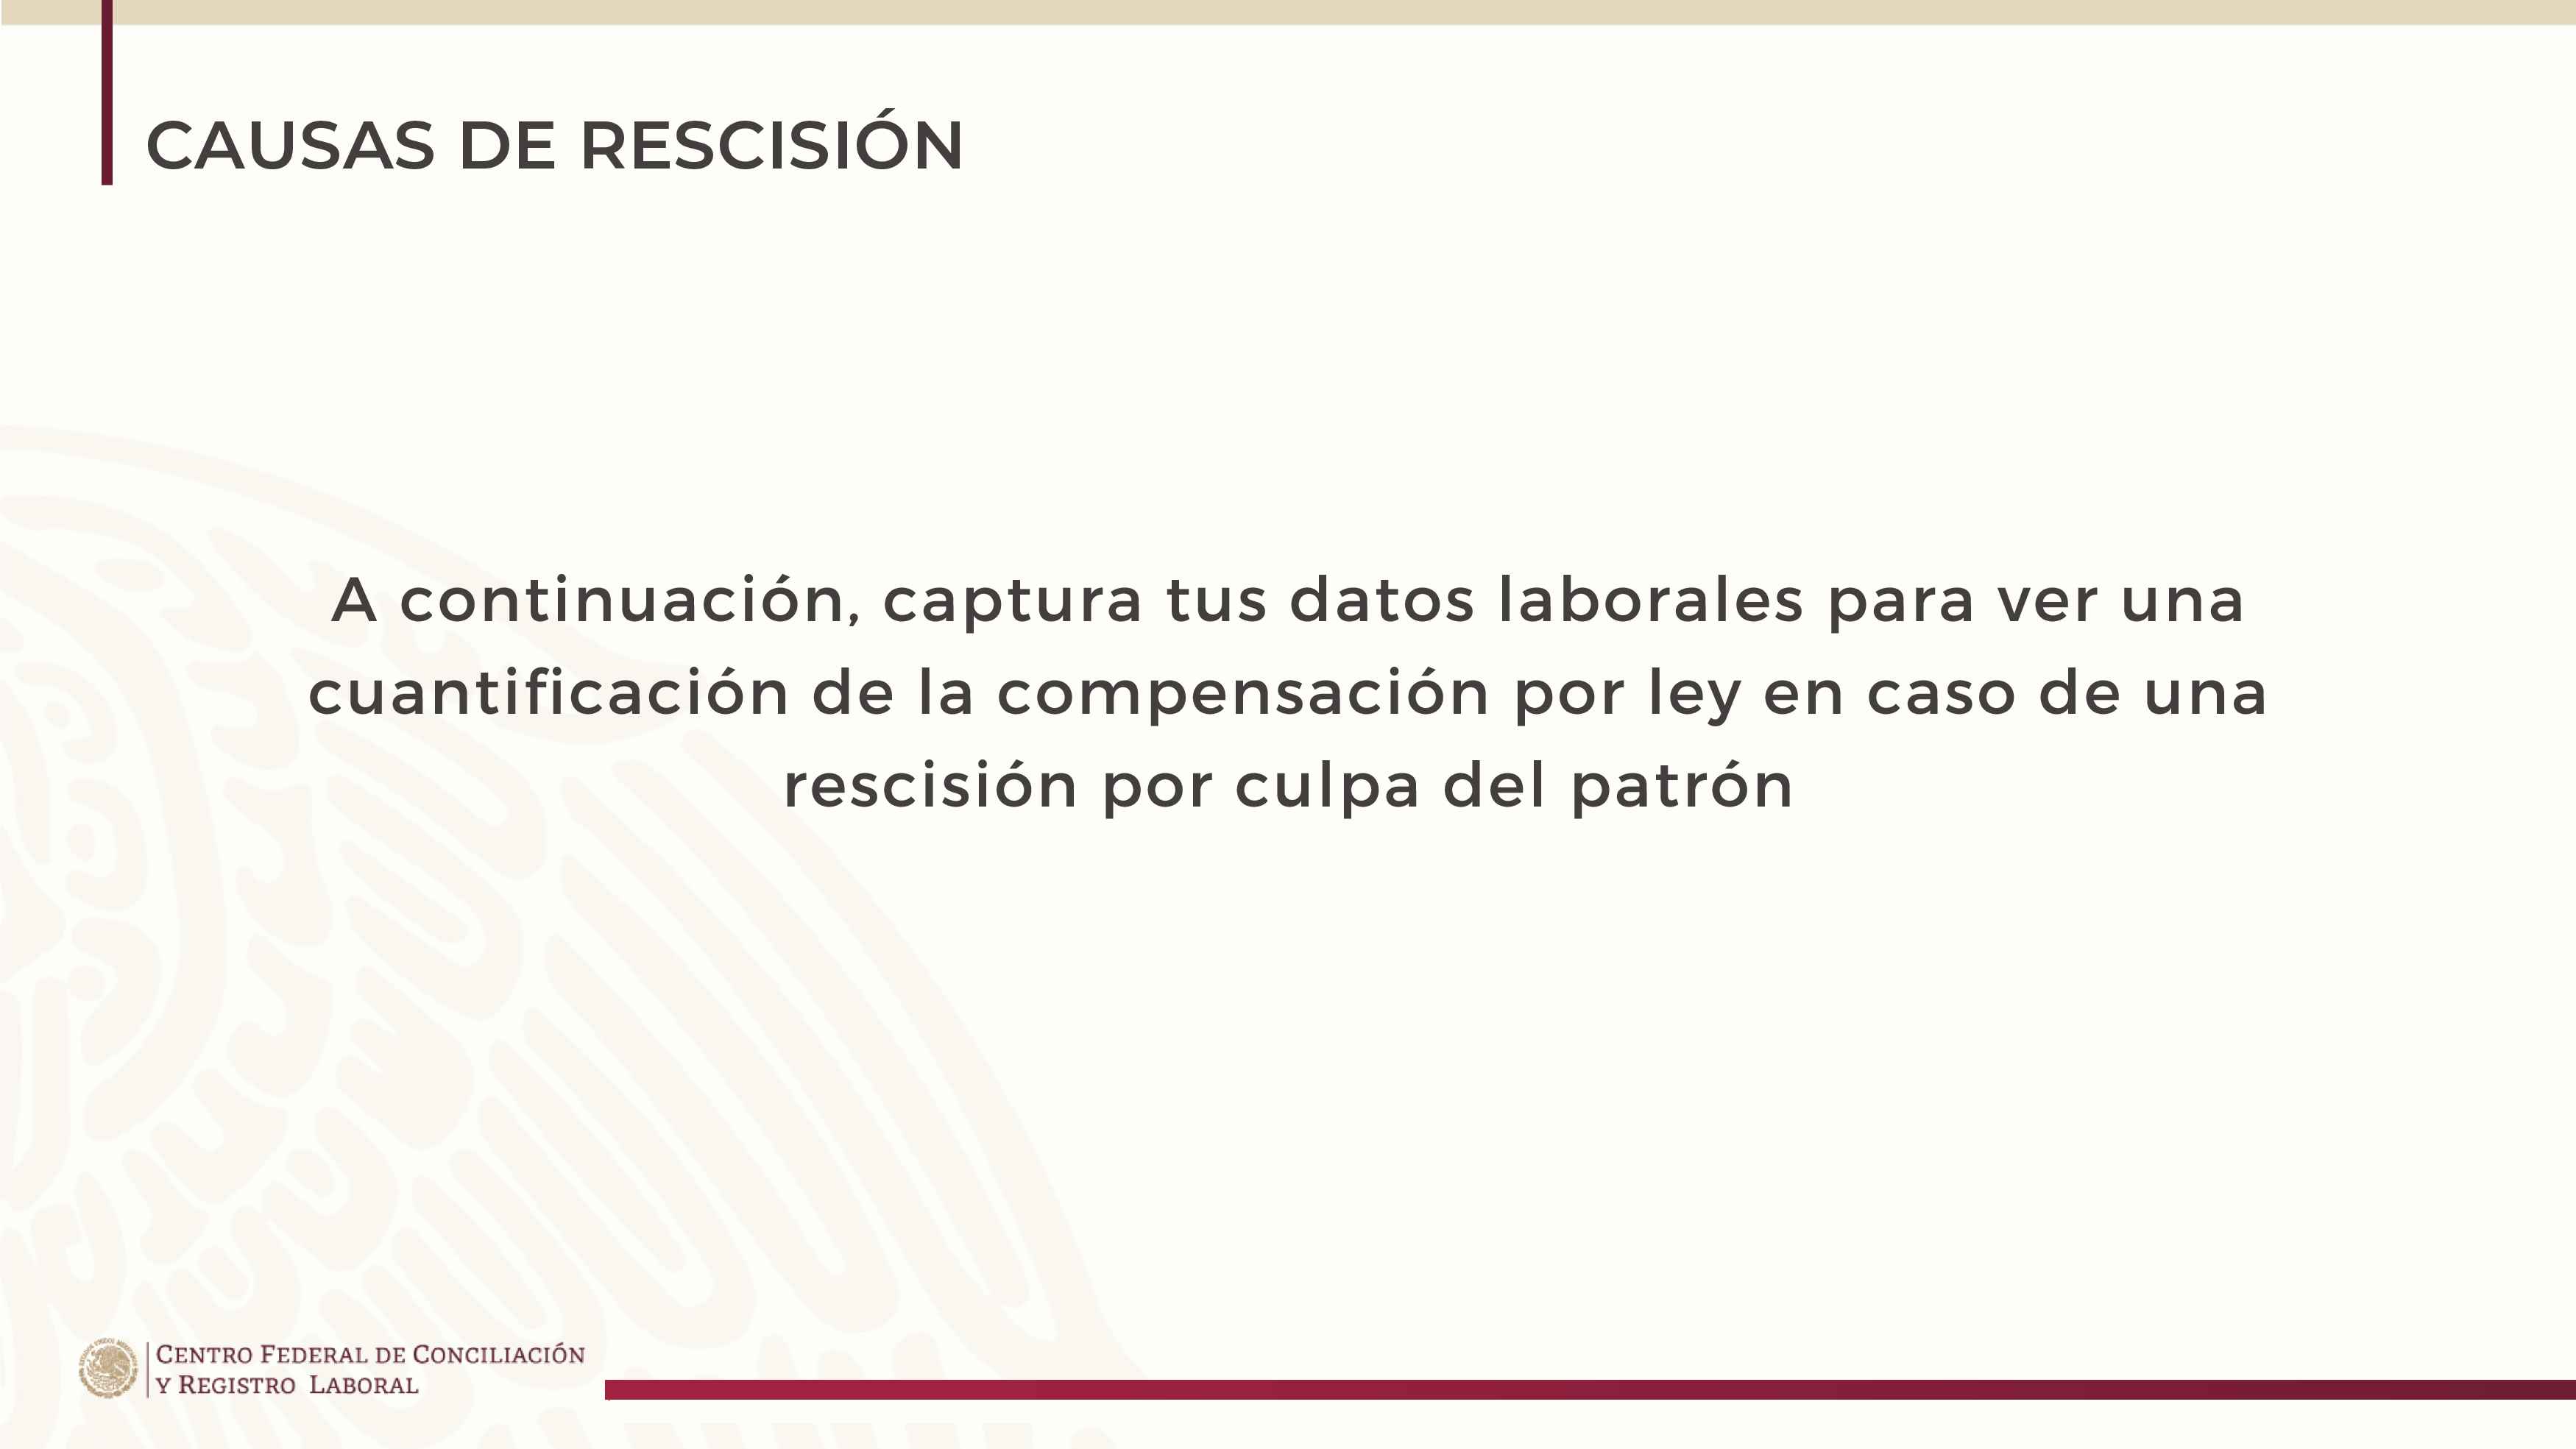 CAUSAS DE RESCISIÓN
A continuación, captura tus datos laborales para ver una
cuantificación de la compensación por ley en caso de una
rescisión por culpa del patrón
CENTRO FEDERAL DE CONCILIACIÓN
Y REGISTRO LABORAL